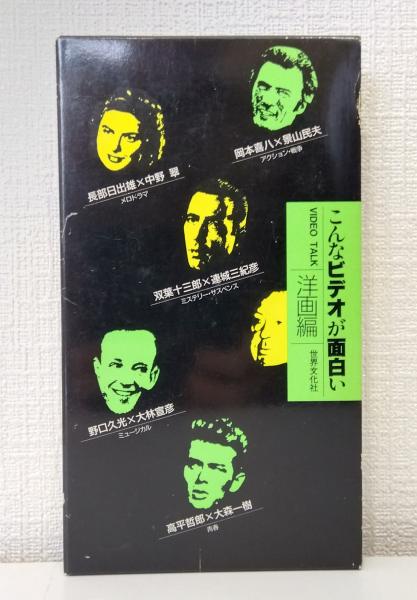 岡本喜八×景山民夫
アクション・戦争
長部日出雄×中野 翠
メロドラマ
双葉十三郎×連城三紀彦
ミステリー・サスペンス
野口久光×大林宣彦
ミュージカル
高平哲郎×大森一樹
青春
こんなビデオが面白い
VIDEO TALK
洋画編
世界文化社